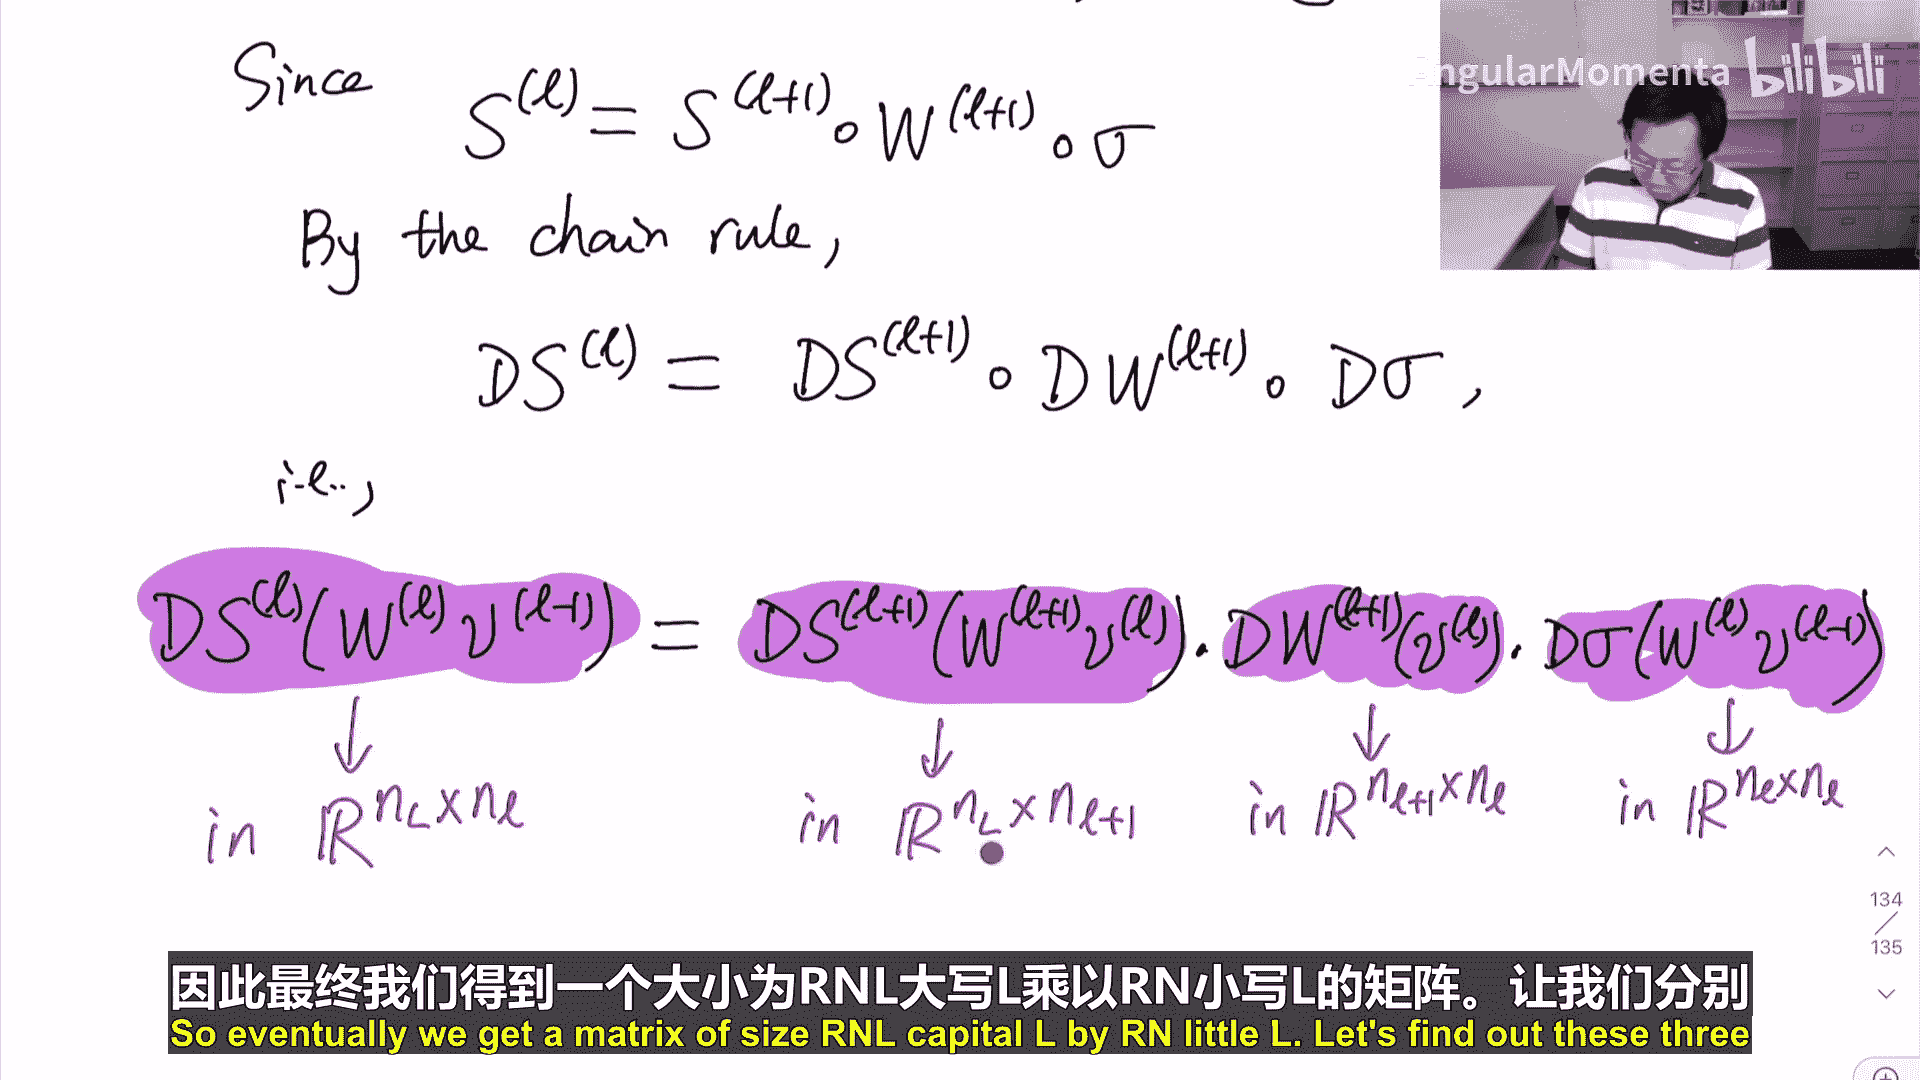 Since S^(l) = S^(l+1) ∘ W^(l+1) ∘ σ
By the chain rule,
DS^(l) = DS^(l+1) ∘ DW^(l+1) ∘ Dσ,
i.e.,
DS^(l)(W^(l) v^(l-1)) = DS^(l+1)(W^(l+1) v^(l)) · DW^(l+1)(v^(l)) · Dσ(W^(l) v^(l-1))
in ℝ^(n_L×n_l) in ℝ^(n_L×n_(l+1)) in ℝ^(n_(l+1)×n_l) in ℝ^(n_l×n_l)
ngularMomenta bilibili
134
135
因此最终我们得到一个大小为RNL大写L乘以RN小写L的矩阵。让我们分别
So eventually we get a matrix of size RNL capital L by RN little L. Let's find out these three